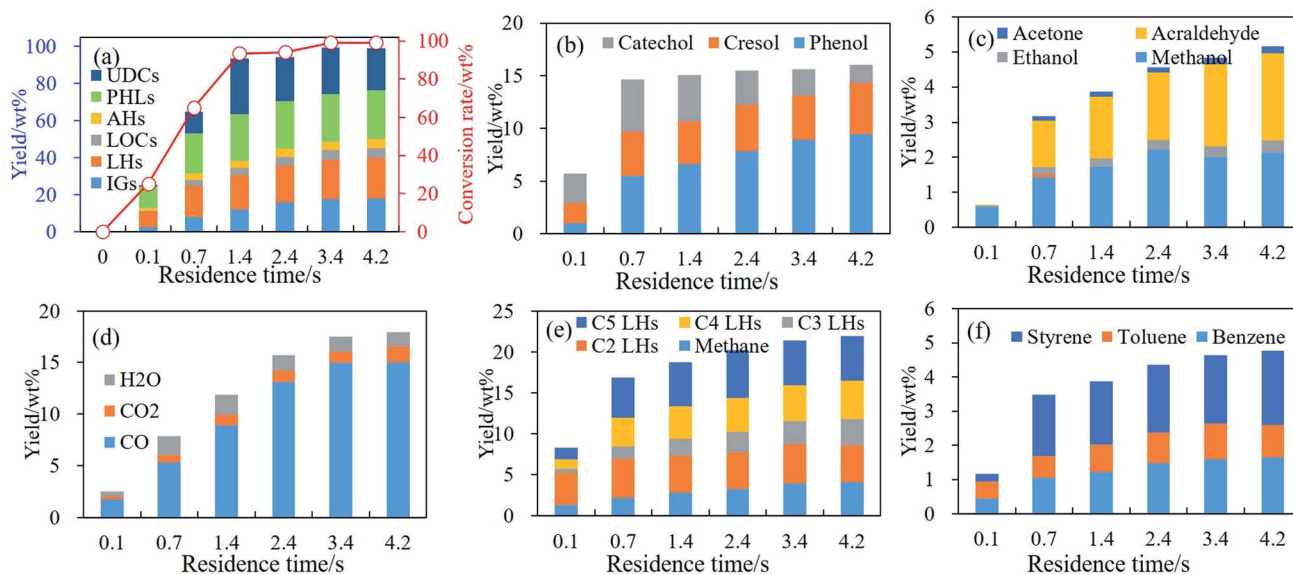 (a)
UDCs
PHLs
AHs
LOCs
LHs
IGs
Yield/wt%
100
80
60
40
20
0
Conversion rate/wt%
100
80
60
40
20
0
0 0.1 0.7 1.4 2.4 3.4 4.2
Residence time/s
(b)
Catechol Cresol Phenol
Yield/wt%
20
15
10
5
0
0.1 0.7 1.4 2.4 3.4 4.2
Residence time/s
(c)
Acetone Acraldehyde
Ethanol Methanol
Yield/wt%
6
5
4
3
2
1
0
0.1 0.7 1.4 2.4 3.4 4.2
Residence time/s
(d)
H2O
CO2
CO
Yield/wt%
20
15
10
5
0
0.1 0.7 1.4 2.4 3.4 4.2
Residence time/s
(e)
C5 LHs C4 LHs C3 LHs
C2 LHs Methane
Yield/wt%
25
20
15
10
5
0
0.1 0.7 1.4 2.4 3.4 4.2
Residence time/s
(f)
Styrene Toluene Benzene
Yield/wt%
6
5
4
3
2
1
0
0.1 0.7 1.4 2.4 3.4 4.2
Residence time/s